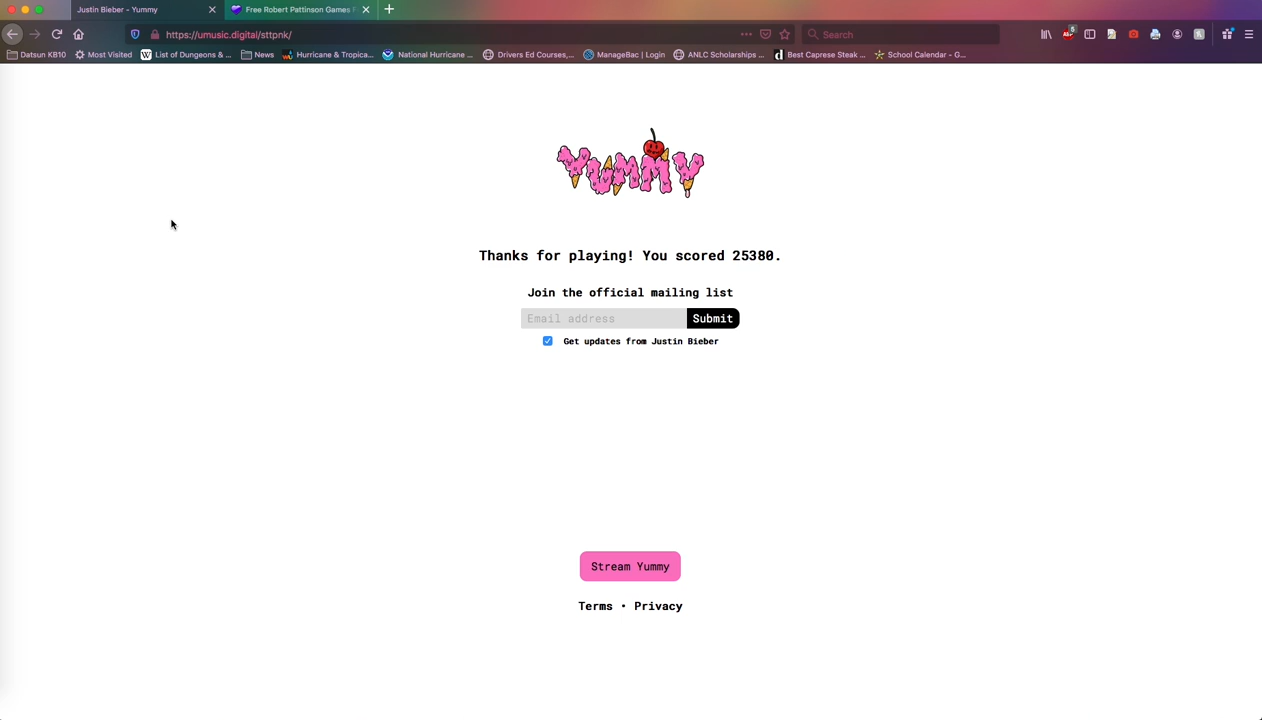 Justin Bieber - Yummy
Free Robert Pattinson Games F
https://umusic.digital/sttpnk/
Search
6
Datsun KB10
Most Visited
List of Dungeons & ...
News
Hurricane & Tropica...
National Hurricane ...
Drivers Ed Courses,...
ManageBac | Login
ANLC Scholarships ...
Best Caprese Steak ...
School Calendar - G...
YUMMY
Thanks for playing! You scored 25380.
Join the official mailing list
Email address
Submit
Get updates from Justin Bieber
Stream Yummy
Terms • Privacy